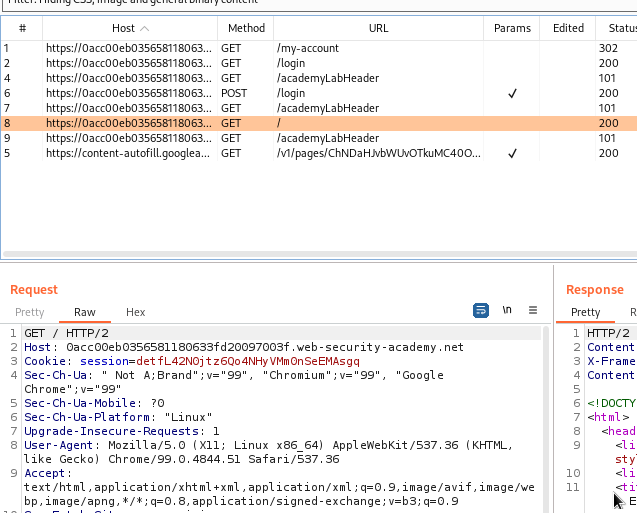 Filter: Hiding CSS, image and general binary content
# Host Method URL Params Edited Status
1 https://0acc00eb035658118063... GET /my-account 302
2 https://0acc00eb035658118063... GET /login 200
4 https://0acc00eb035658118063... GET /academyLabHeader 101
6 https://0acc00eb035658118063... POST /login ✓ 200
7 https://0acc00eb035658118063... GET /academyLabHeader 101
8 https://0acc00eb035658118063... GET / 200
9 https://0acc00eb035658118063... GET /academyLabHeader 101
5 https://content-autofill.googlea... GET /v1/pages/ChNDaHJvbWUvOTkuMC40O... ✓ 200
Request
Pretty Raw Hex
\n
1 GET / HTTP/2
2 Host: 0acc00eb0356581180633fd20097003f.web-security-academy.net
3 Cookie: session=detfL42N0jtz6Qo4NHyVMm0nSeEMAsgq
4 Sec-Ch-Ua: " Not A;Brand";v="99", "Chromium";v="99", "Google
Chrome";v="99"
5 Sec-Ch-Ua-Mobile: ?0
6 Sec-Ch-Ua-Platform: "Linux"
7 Upgrade-Insecure-Requests: 1
8 User-Agent: Mozilla/5.0 (X11; Linux x86_64) AppleWebKit/537.36 (KHTML,
like Gecko) Chrome/99.0.4844.51 Safari/537.36
9 Accept:
text/html,application/xhtml+xml,application/xml;q=0.9,image/avif,image/we
bp,image/apng,*/*;q=0.8,application/signed-exchange;v=b3;q=0.9
Response
Pretty R
1 HTTP/2
2 Content
3 X-Frame
4 Content
5
6 <!DOCTY
7 <html>
8 <head
9 <li
sty
10 <li
11 <ti
E